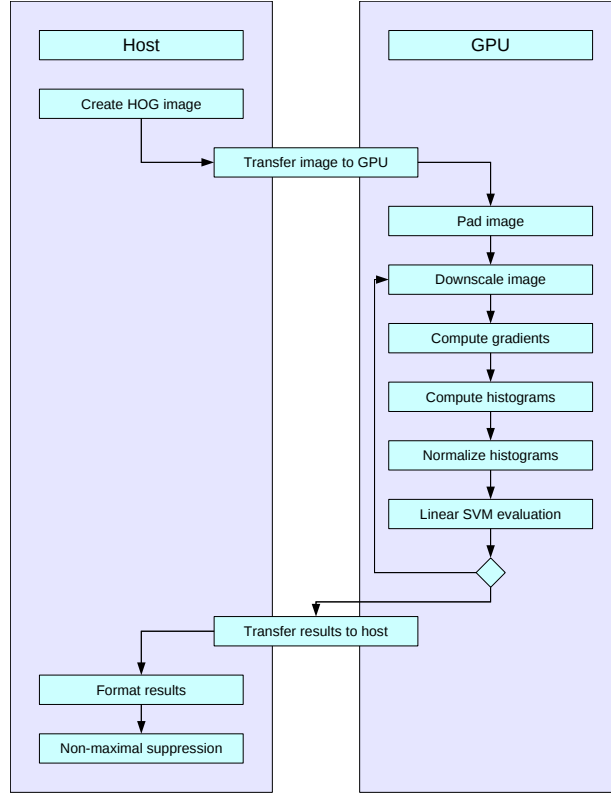 Host
GPU
Create HOG image
Transfer image to GPU
Pad image
Downscale image
Compute gradients
Compute histograms
Normalize histograms
Linear SVM evaluation
Transfer results to host
Format results
Non-maximal suppression